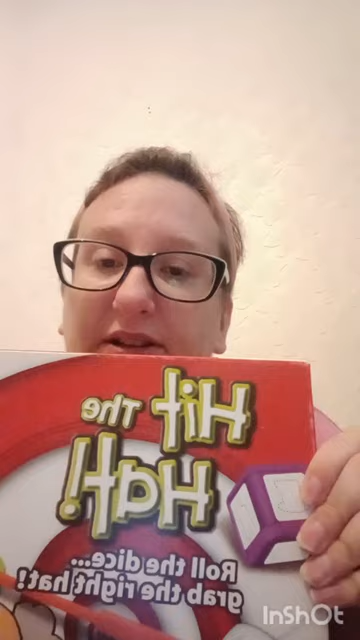 Hit The
Hat!
Roll the dice...
grab the right hat!
InShOt